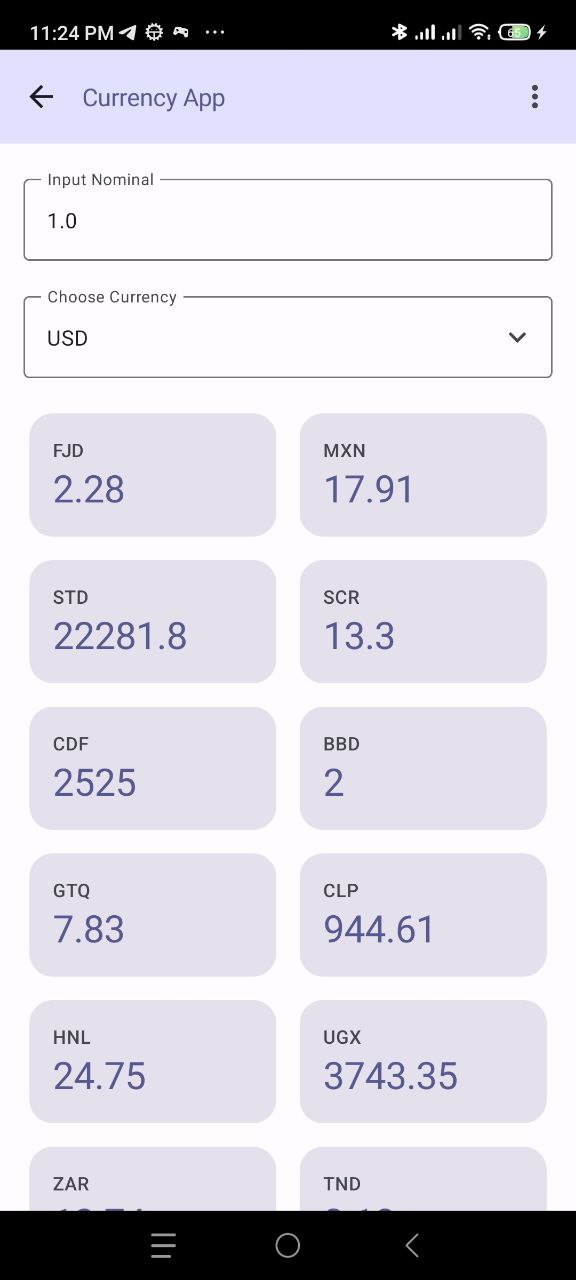 11:24 PM
65
Currency App
Input Nominal
1.0
Choose Currency
USD
FJD
2.28
MXN
17.91
STD
22281.8
SCR
13.3
CDF
2525
BBD
2
GTQ
7.83
CLP
944.61
HNL
24.75
UGX
3743.35
ZAR
TND